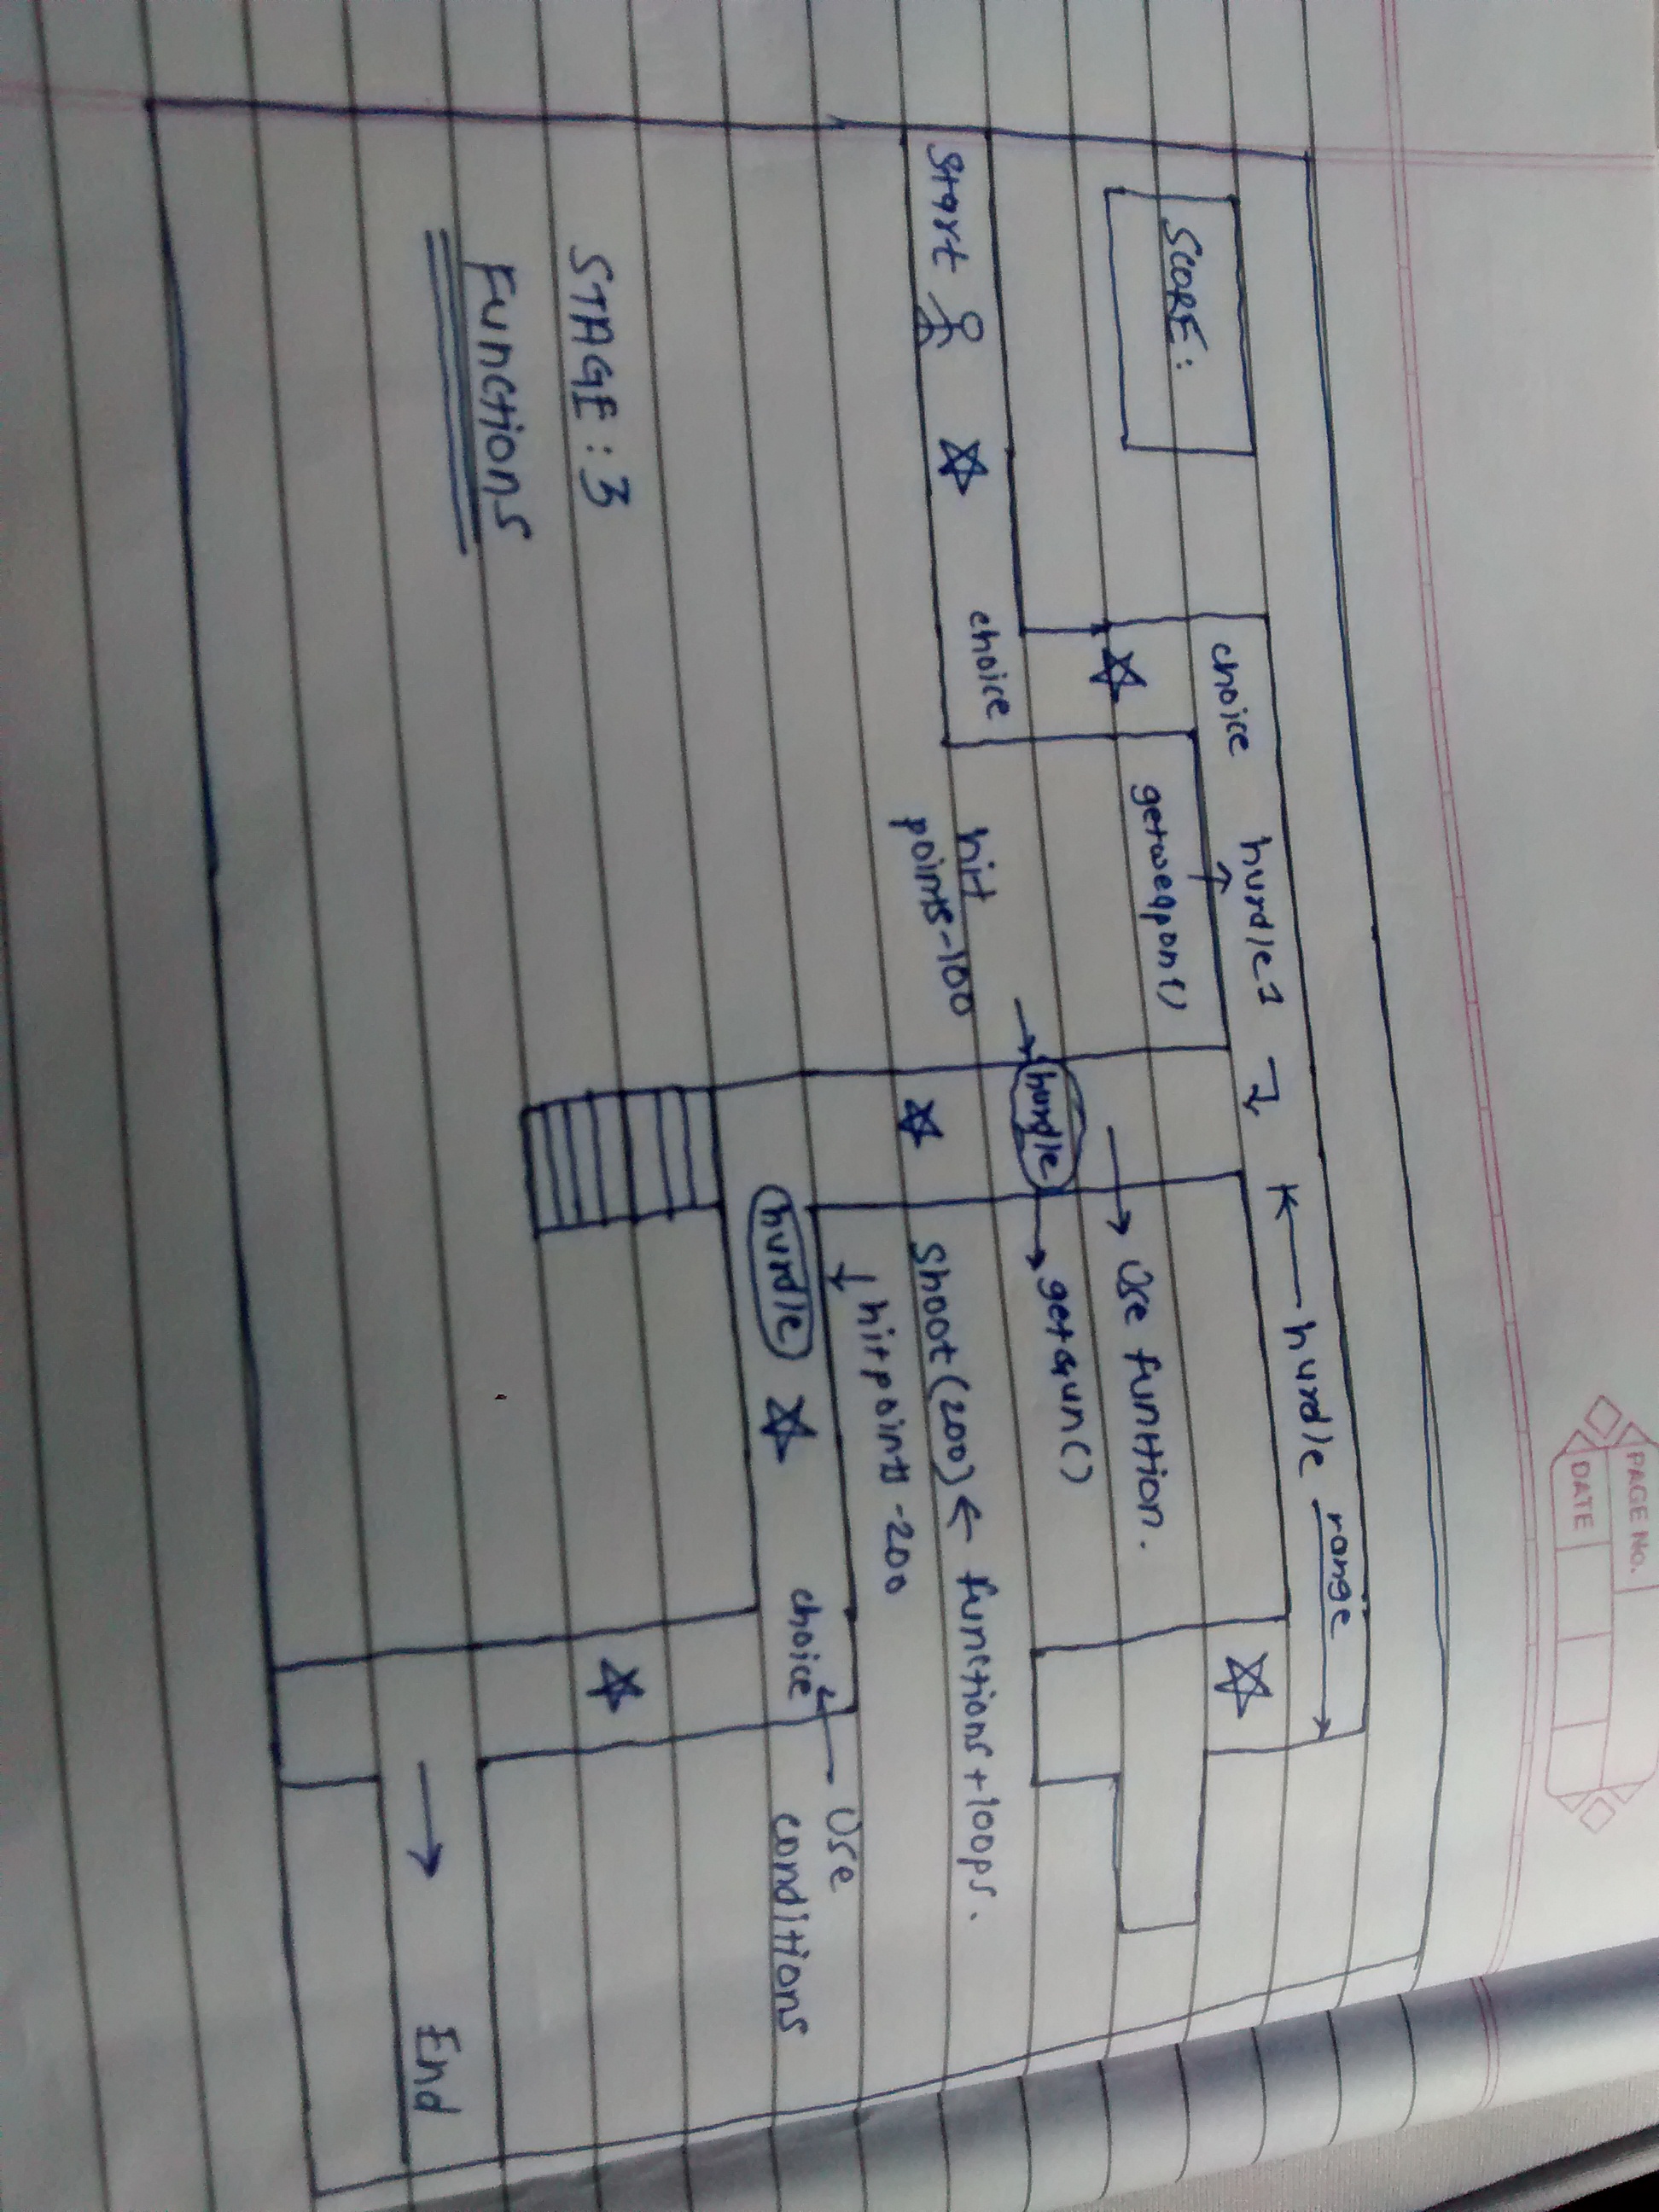 PAGE No.
DATE
hurdle range
choice hurdle1
SCORE:
getweapon()
Use function.
hurdle
getGun()
choice
Start
hit
points-100
Shoot(200) ← functions+loops.
hitpoints -200
hurdle
choice
Use
conditions
STAGE : 3
Functions
End